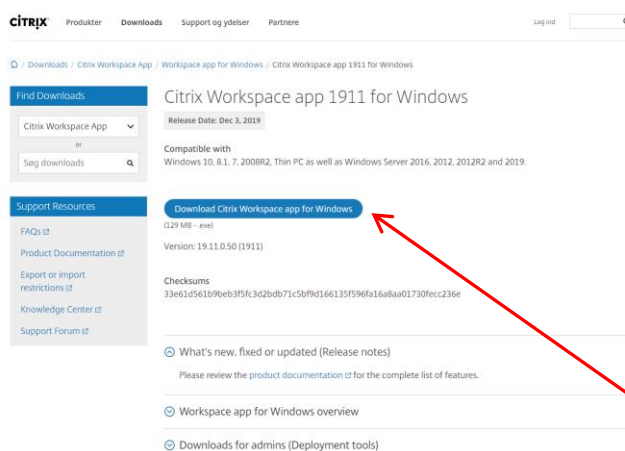 CITRIX Produkter Downloads Support og ydelser Partnere Log ind
/ Downloads / Citrix Workspace App / Workspace app for Windows / Citrix Workspace app 1911 for Windows
Find Downloads
Citrix Workspace App
or
Søg downloads
Support Resources
FAQs
Product Documentation
Export or import
restrictions
Knowledge Center
Support Forum
Citrix Workspace app 1911 for Windows
Release Date: Dec 3, 2019
Compatible with
Windows 10, 8.1, 7, 2008R2, Thin PC as well as Windows Server 2016, 2012, 2012R2 and 2019.
Download Citrix Workspace app for Windows
(129 MB - .exe)
Version: 19.11.0.50 (1911)
Checksums
33e61d561b9beb3f5fc3d2bdb71c5bf9d166135f596fa16a8aa01730fecc236e
What's new, fixed or updated (Release notes)
Please review the product documentation for the complete list of features.
Workspace app for Windows overview
Downloads for admins (Deployment tools)